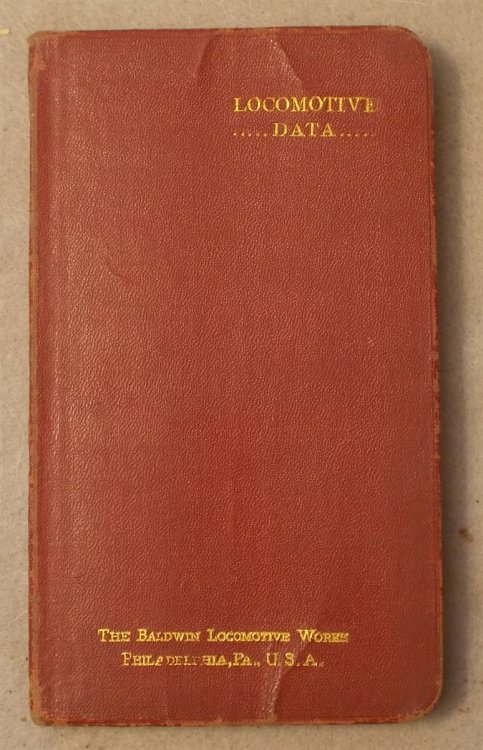 LOCOMOTIVE
.....DATA.....
THE BALDWIN LOCOMOTIVE WORKS
PHILADELPHIA, PA., U. S. A.